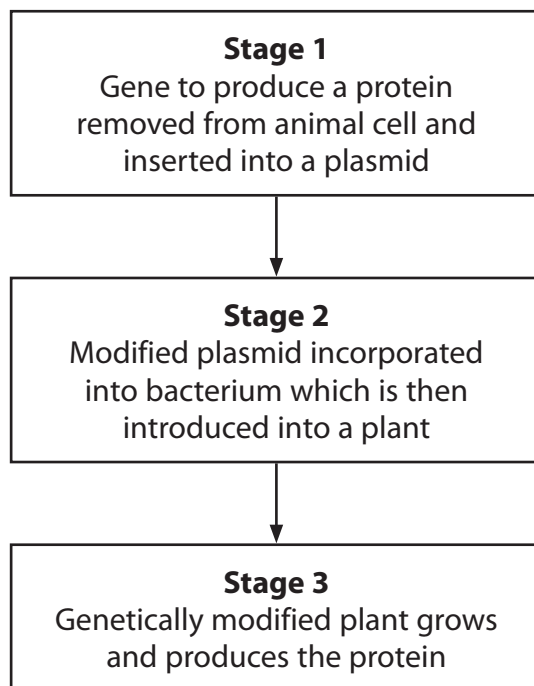 Stage 1
Gene to produce a protein
removed from animal cell and
inserted into a plasmid
Stage 2
Modified plasmid incorporated
into bacterium which is then
introduced into a plant
Stage 3
Genetically modified plant grows
and produces the protein